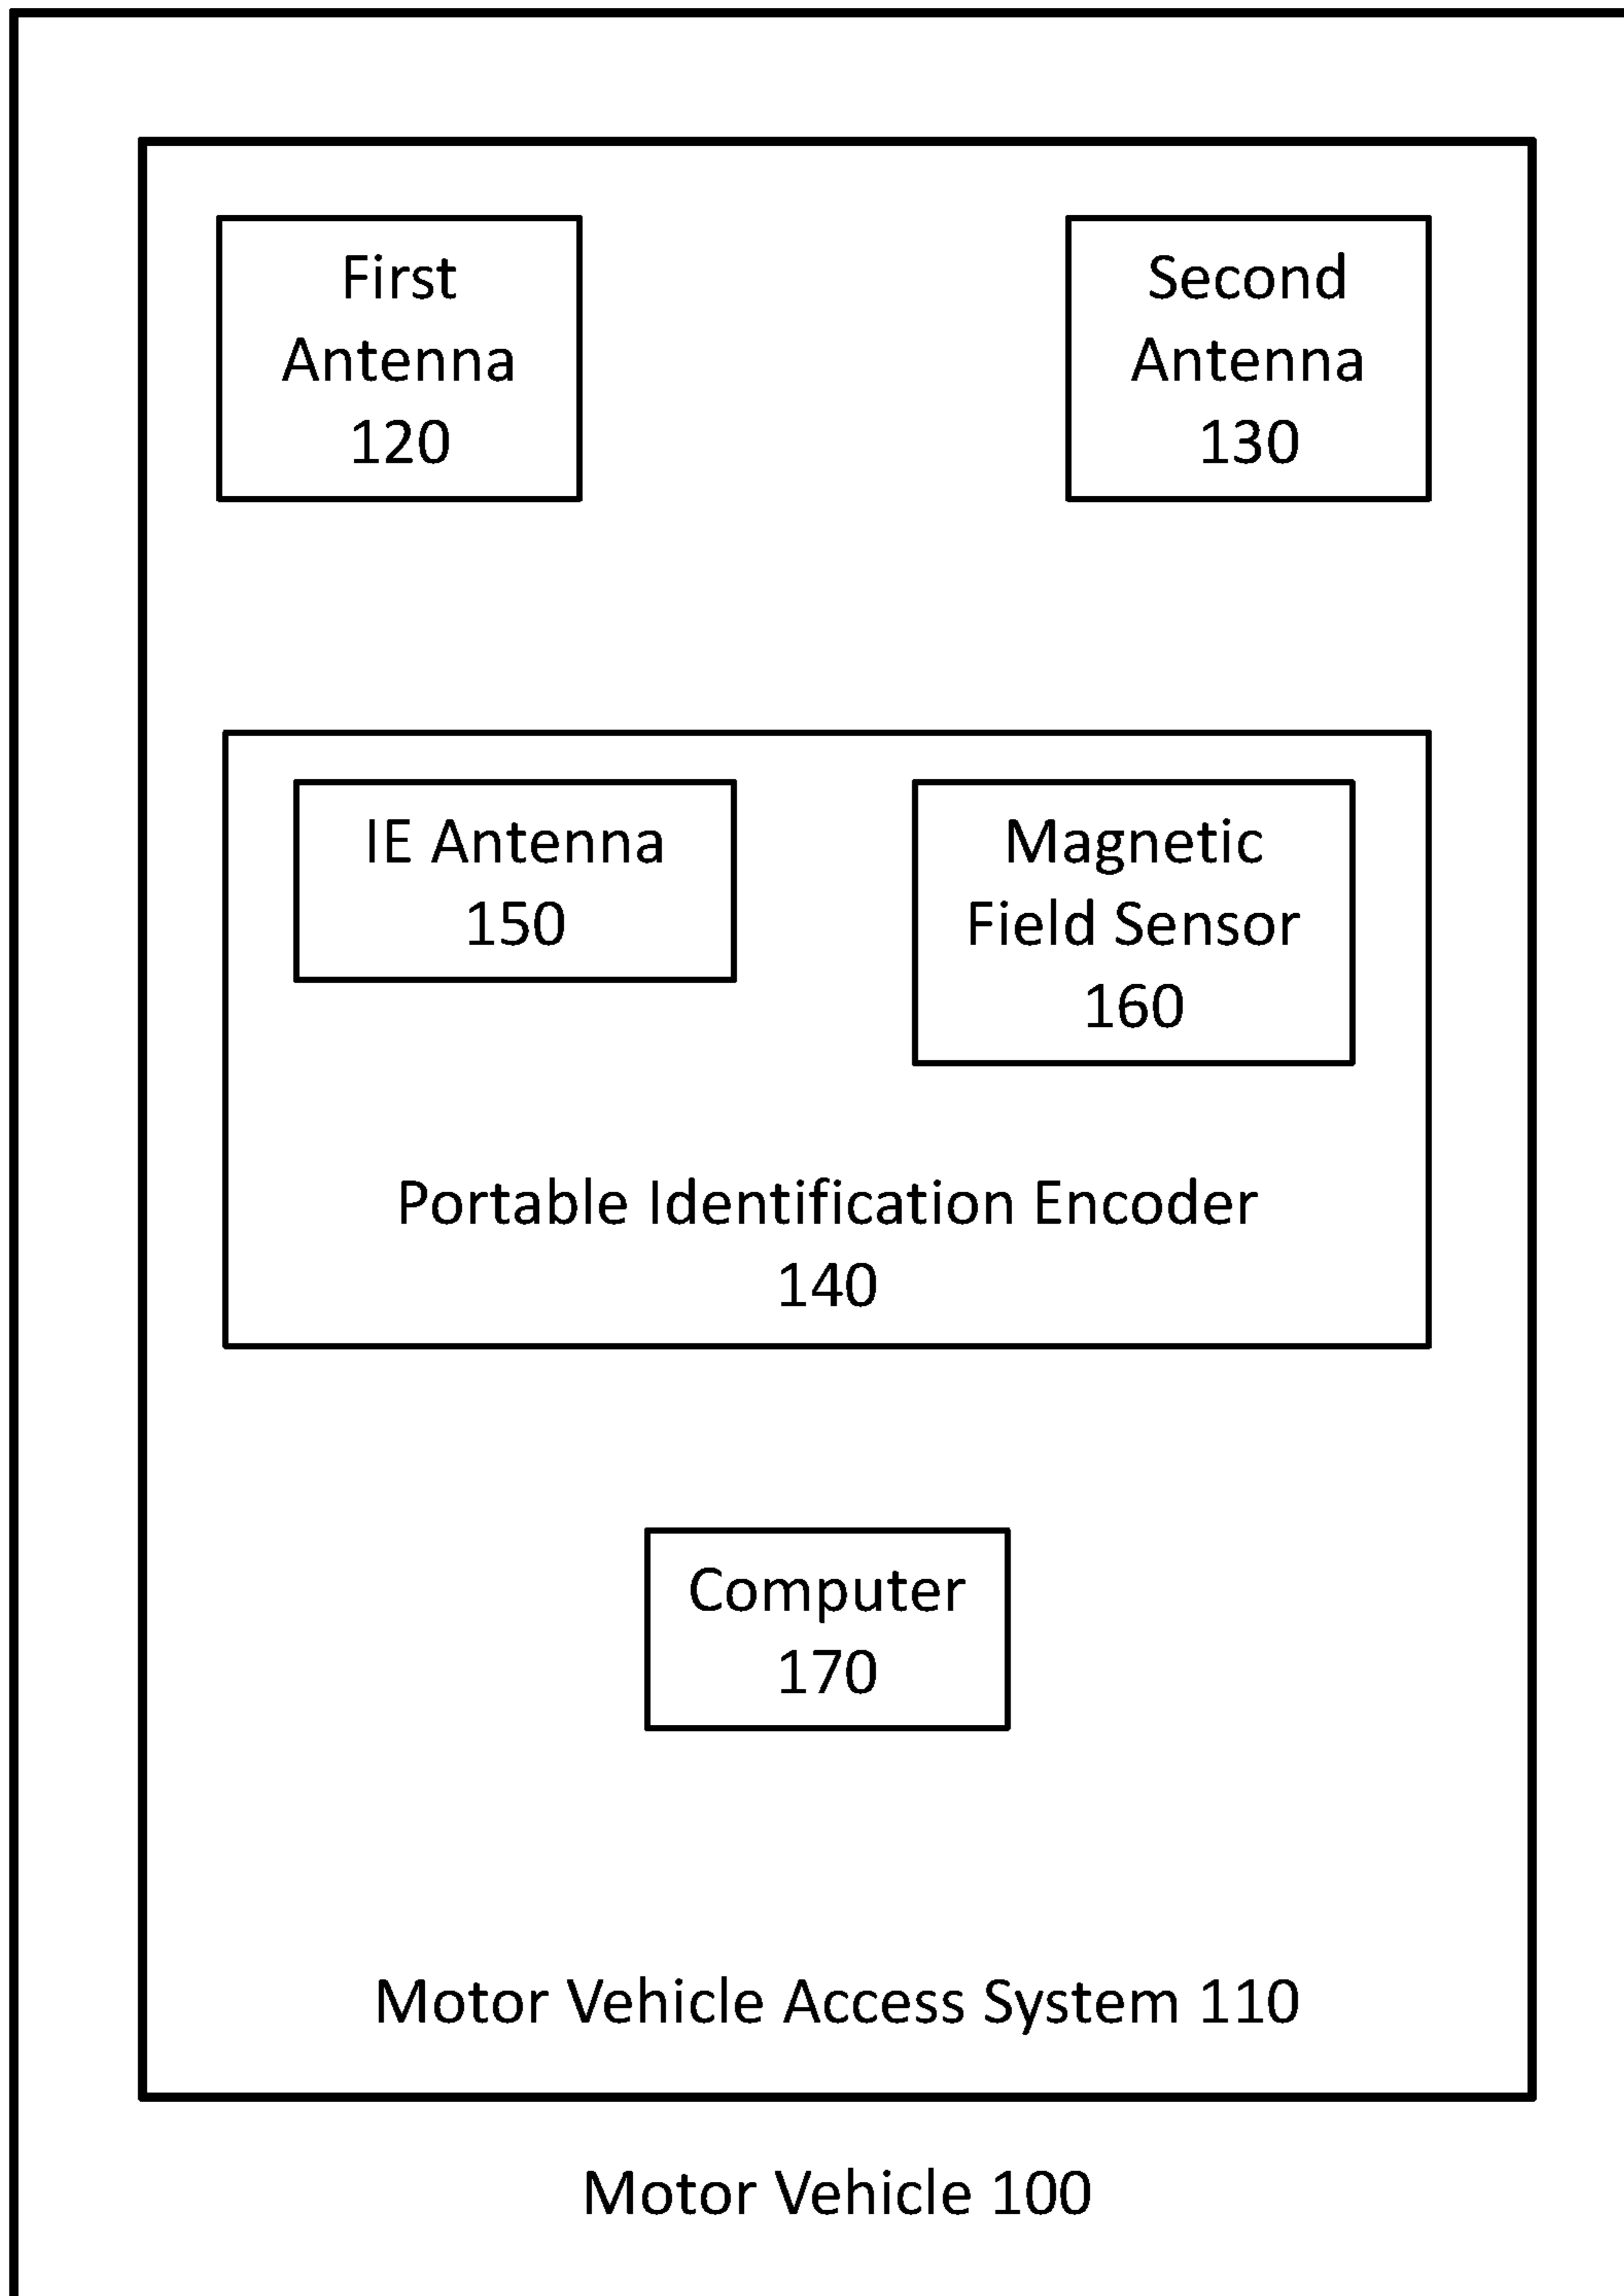 First
Antenna
120
Second
Antenna
130
IE Antenna
150
Magnetic
Field Sensor
160
Portable Identification Encoder
140
Computer
170
Motor Vehicle Access System 110
Motor Vehicle 100